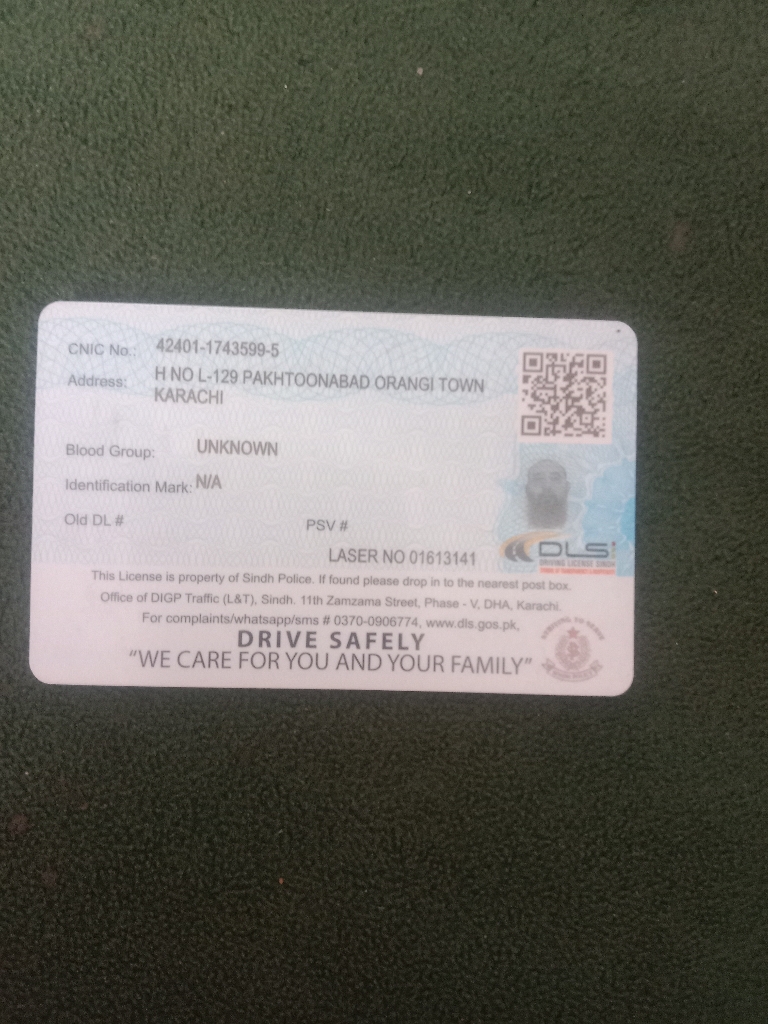 CNIC No.: 42401-1743599-5
Address: H NO L-129 PAKHTOONABAD ORANGI TOWN
KARACHI
Blood Group: UNKNOWN
Identification Mark: N/A
Old DL # PSV #
DLS
DRIVING LICENSE SINDH
LASER NO 01613141
This License is property of Sindh Police. If found please drop in to the nearest post box.
Office of DIGP Traffic (L&T), Sindh. 11th Zamzama Street, Phase - V, DHA, Karachi.
For complaints/whatsapp/sms # 0370-0906774, www.dls.gos.pk,
DRIVE SAFELY
"WE CARE FOR YOU AND YOUR FAMILY"